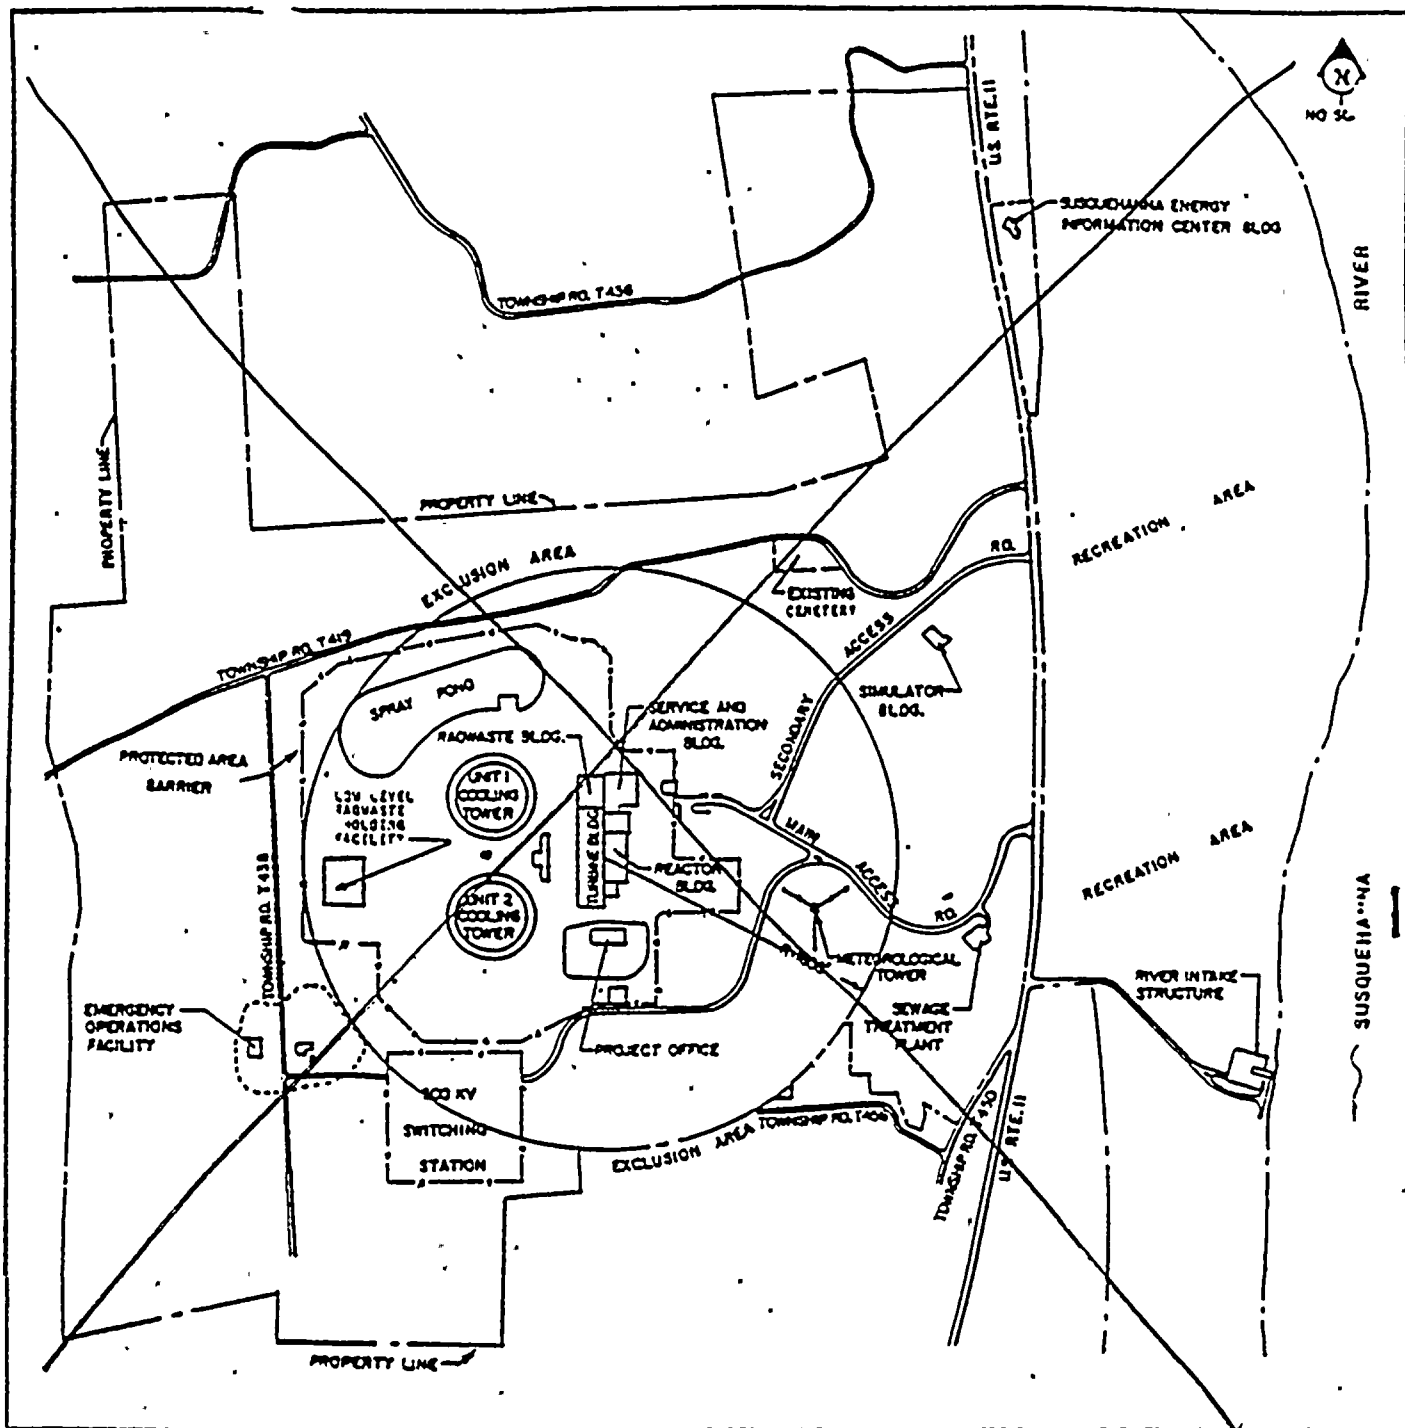 N
U.S. RTE. 11
SUSQUEHANNA ENERGY
INFORMATION CENTER BLDG
RIVER
TOWNSHIP RD. T438
PROPERTY LINE
PROPERTY LINE
RECREATION AREA
EXCLUSION AREA
RD.
EXISTING
CEMETERY
ACCESS
TOWNSHIP RD. T419
SIMULATOR
BLDG.
SPRAY POND
SERVICE AND
ADMINISTRATION
BLDG.
SECONDARY
RADWASTE BLDG.
PROTECTED AREA
BARRIER
UNIT 1
COOLING
TOWER
LOW LEVEL
RADWASTE
HOLDING
FACILITY
TURBINE BLDG
MAIN
RECREATION AREA
REACTOR
BLDG.
ACCESS
UNIT 2
COOLING
TOWER
RD.
TOWNSHIP RD. T438
METEOROLOGICAL
TOWER
SUSQUEHANNA
RIVER INTAKE
STRUCTURE
EMERGENCY
OPERATIONS
FACILITY
SEWAGE
TREATMENT
PLANT
PROJECT OFFICE
KV
SWITCHING
STATION
TOWNSHIP RD. T406
TOWNSHIP RD. T450
U.S. RTE. 11
EXCLUSION AREA
PROPERTY LINE